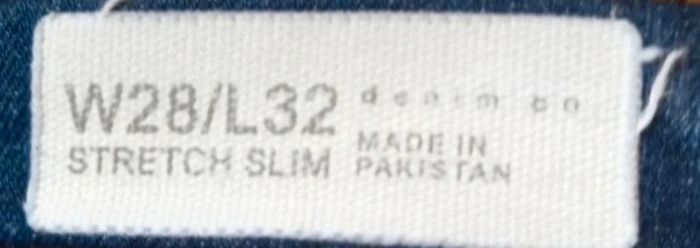 W28/L32
STRETCH SLIM
denim co
MADE IN
PAKISTAN